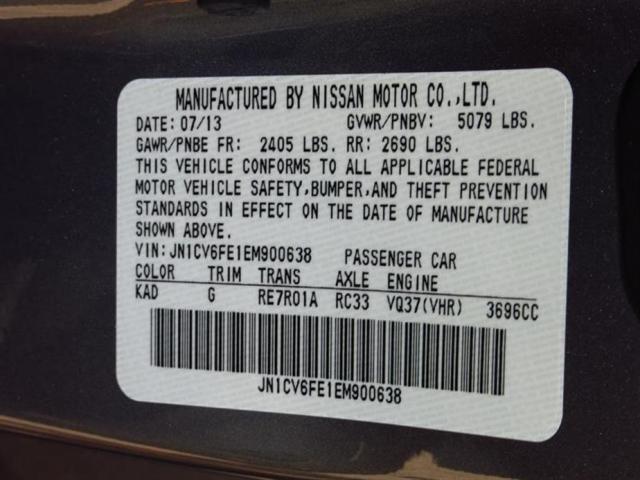 MANUFACTURED BY NISSAN MOTOR CO.,LTD.
DATE: 07/13 GVWR/PNBV: 5079 LBS.
GAWR/PNBE FR: 2405 LBS. RR: 2690 LBS.
THIS VEHICLE CONFORMS TO ALL APPLICABLE FEDERAL
MOTOR VEHICLE SAFETY,BUMPER,AND THEFT PREVENTION
STANDARDS IN EFFECT ON THE DATE OF MANUFACTURE
SHOWN ABOVE.
VIN:JN1CV6FE1EM900638 PASSENGER CAR
COLOR TRIM TRANS AXLE ENGINE
KAD G RE7R01A RC33 VQ37(VHR) 3696CC
JN1CV6FE1EM900638